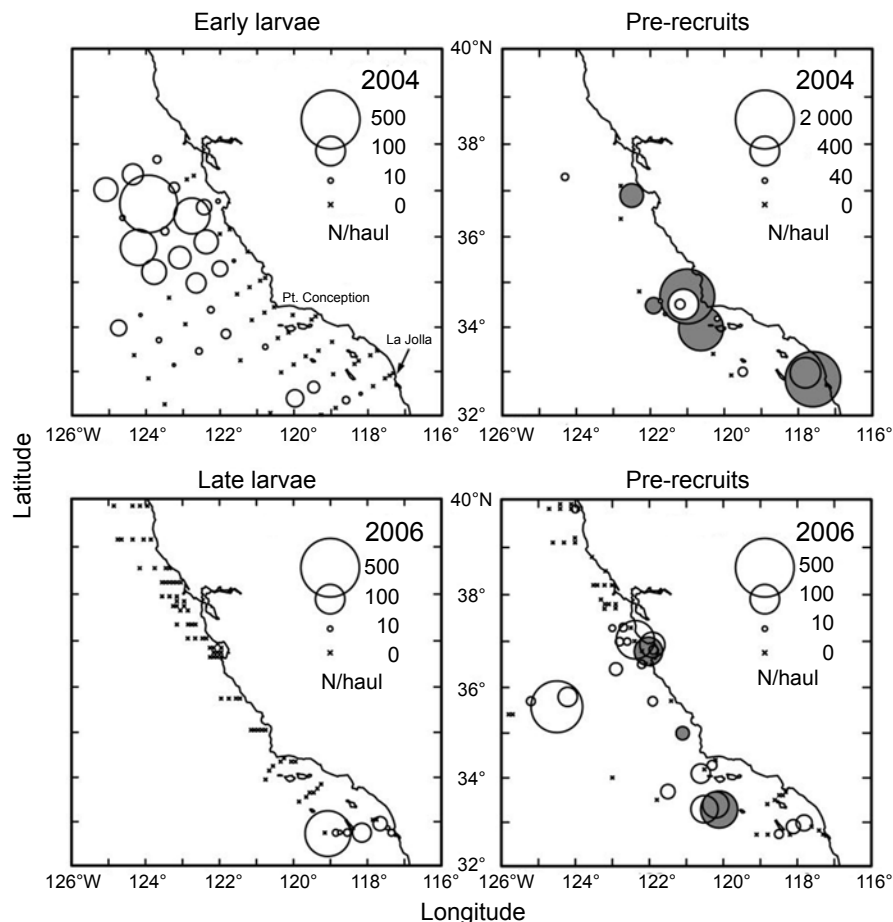 Early larvae
2004
500
100
10
0
N/haul
Pt. Conception
La Jolla
126°W 124° 122° 120° 118° 116°
Pre-recruits
40°N
38°
36°
34°
32°
2004
2 000
400
40
0
N/haul
126°W 124° 122° 120° 118° 116°
Late larvae
2006
500
100
10
0
N/haul
126°W 124° 122° 120° 118° 116°
Pre-recruits
40°N
38°
36°
34°
32°
2006
500
100
10
0
N/haul
126°W 124° 122° 120° 118° 116°
Latitude
Longitude